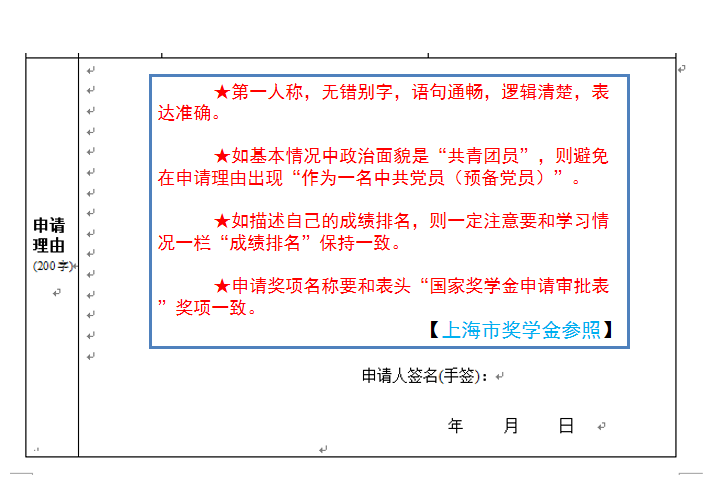 ★第一人称，无错别字，语句通畅，逻辑清楚，表
达准确。
★如基本情况中政治面貌是“共青团员”，则避免
在申请理由出现“作为一名中共党员（预备党员）”。
★如描述自己的成绩排名，则一定注意要和学习情
况一栏“成绩排名”保持一致。
★申请奖项名称要和表头“国家奖学金申请审批表
”奖项一致。
【上海市奖学金参照】
申请
理由
(200字)
申请人签名(手签)：
年 月 日